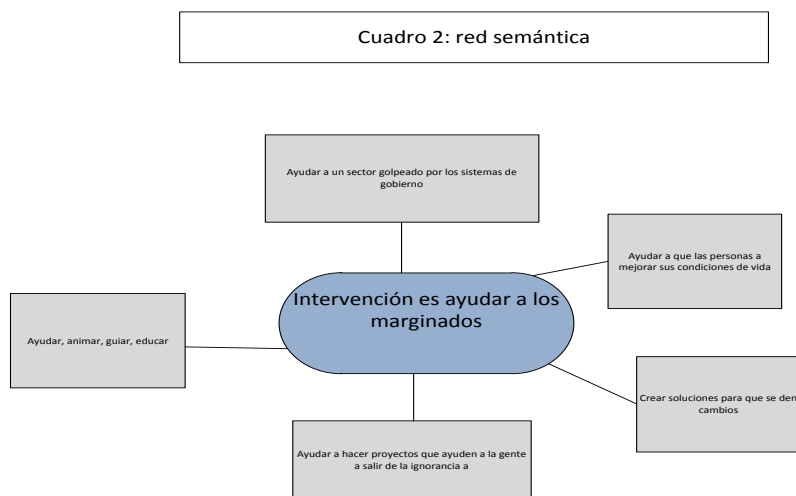 Cuadro 2: red semántica
Ayudar a un sector golpeado por los sistemas de
gobierno
Ayudar a que las personas a
mejorar sus condiciones de vida
Intervención es ayudar a los
marginados
Ayudar, animar, guiar, educar
Crear soluciones para que se den
cambios
Ayudar a hacer proyectos que ayuden a la gente
a salir de la ignorancia a